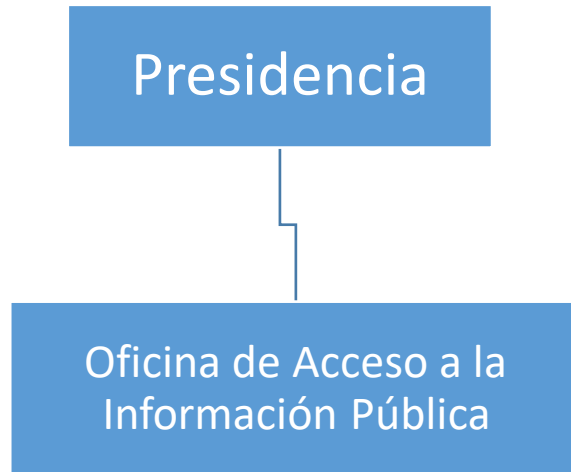 Presidencia
Oficina de Acceso a la
Información Pública